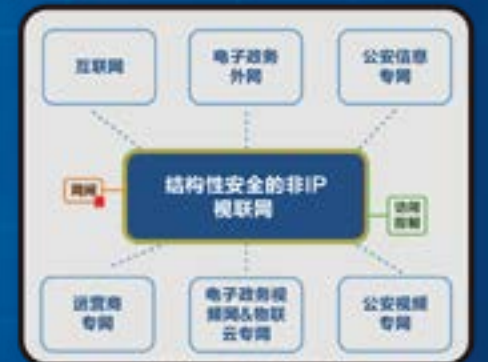 互联网
电子政务
外网
公安信息
专网
结构性安全的非IP
视联网
网闸
边界
控制
运营商
专网
电子政务视
频网&物联
云专网
公安视频
专网